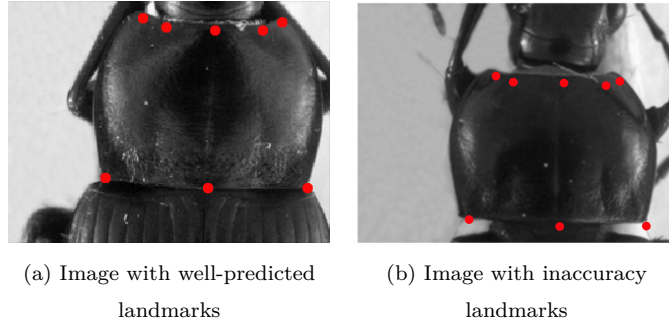 (a) Image with well-predicted
landmarks
(b) Image with inaccuracy
landmarks